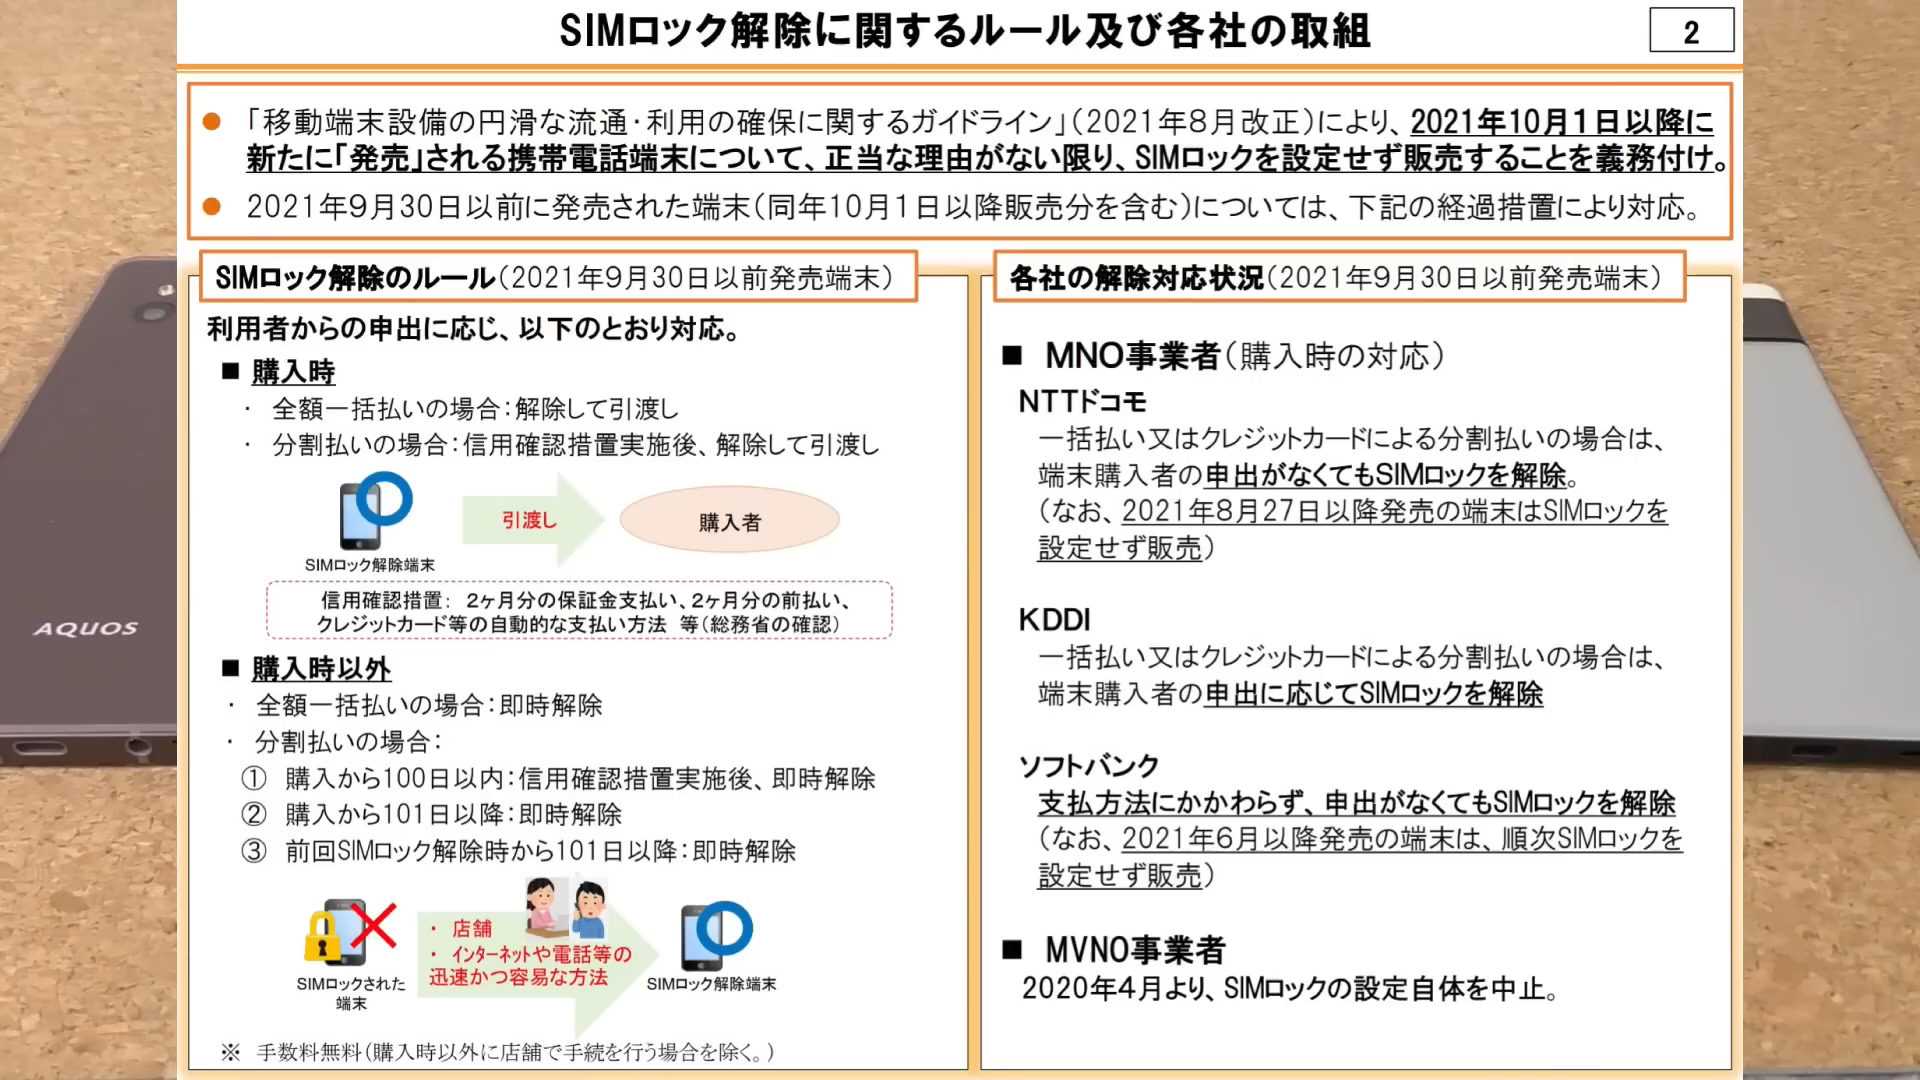 SIMロック解除に関するルール及び各社の取組
2
● 「移動端末設備の円滑な流通・利用の確保に関するガイドライン」(2021年8月改正)により、2021年10月1日以降に
新たに「発売」される携帯電話端末について、正当な理由がない限り、SIMロックを設定せず販売することを義務付け。
● 2021年9月30日以前に発売された端末(同年10月1日以降販売分を含む)については、下記の経過措置により対応。
SIMロック解除のルール(2021年9月30日以前発売端末)
利用者からの申出に応じ、以下のとおり対応。
■ 購入時
・ 全額一括払いの場合:解除して引渡し
・ 分割払いの場合:信用確認措置実施後、解除して引渡し
引渡し
購入者
SIMロック解除端末
信用確認措置: 2ヶ月分の保証金支払い、2ヶ月分の前払い、
クレジットカード等の自動的な支払い方法 等(総務省の確認)
■ 購入時以外
・ 全額一括払いの場合:即時解除
・ 分割払いの場合:
① 購入から100日以内:信用確認措置実施後、即時解除
② 購入から101日以降:即時解除
③ 前回SIMロック解除時から101日以降:即時解除
・ 店舗
・ インターネットや電話等の
迅速かつ容易な方法
SIMロックされた
端末
SIMロック解除端末
※ 手数料無料(購入時以外に店舗で手続を行う場合を除く。)
各社の解除対応状況(2021年9月30日以前発売端末)
■ MNO事業者(購入時の対応)
NTTドコモ
一括払い又はクレジットカードによる分割払いの場合は、
端末購入者の申出がなくてもSIMロックを解除。
(なお、2021年8月27日以降発売の端末はSIMロックを
設定せず販売)
KDDI
一括払い又はクレジットカードによる分割払いの場合は、
端末購入者の申出に応じてSIMロックを解除
ソフトバンク
支払方法にかかわらず、申出がなくてもSIMロックを解除
(なお、2021年6月以降発売の端末は、順次SIMロックを
設定せず販売)
■ MVNO事業者
2020年4月より、SIMロックの設定自体を中止。
AQUOS